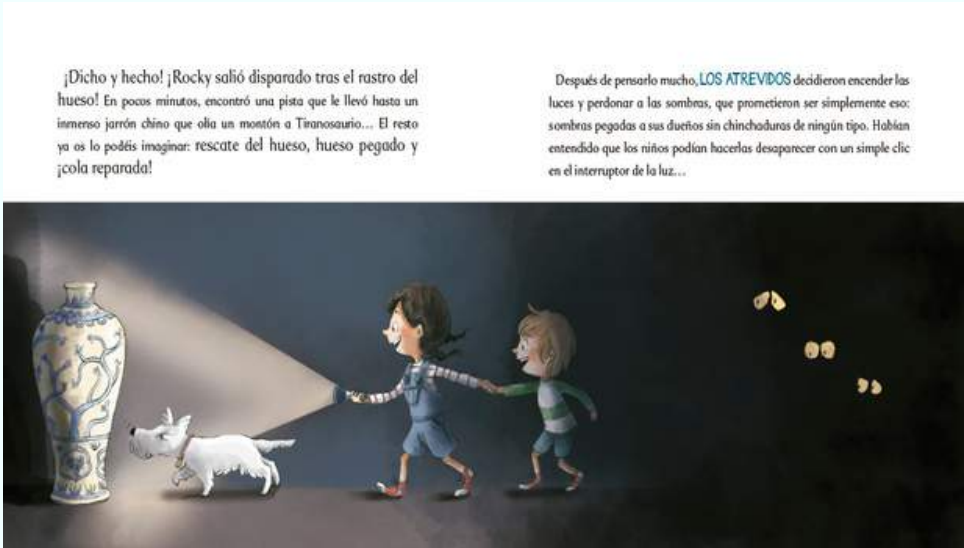 ¡Dicho y hecho! ¡Rocky salió disparado tras el rastro del
hueso! En pocos minutos, encontró una pista que le llevó hasta un
inmenso jarrón chino que olía un montón a Tiranosaurio... El resto
ya os lo podéis imaginar: rescate del hueso, hueso pegado y
¡cola reparada!
Después de pensarlo mucho, LOS ATREVIDOS decidieron encender las
luces y perdonar a las sombras, que prometieron ser simplemente eso:
sombras pegadas a sus dueños sin chinchaduras de ningún tipo. Habían
entendido que los niños podían hacerlas desaparecer con un simple clic
en el interruptor de la luz...